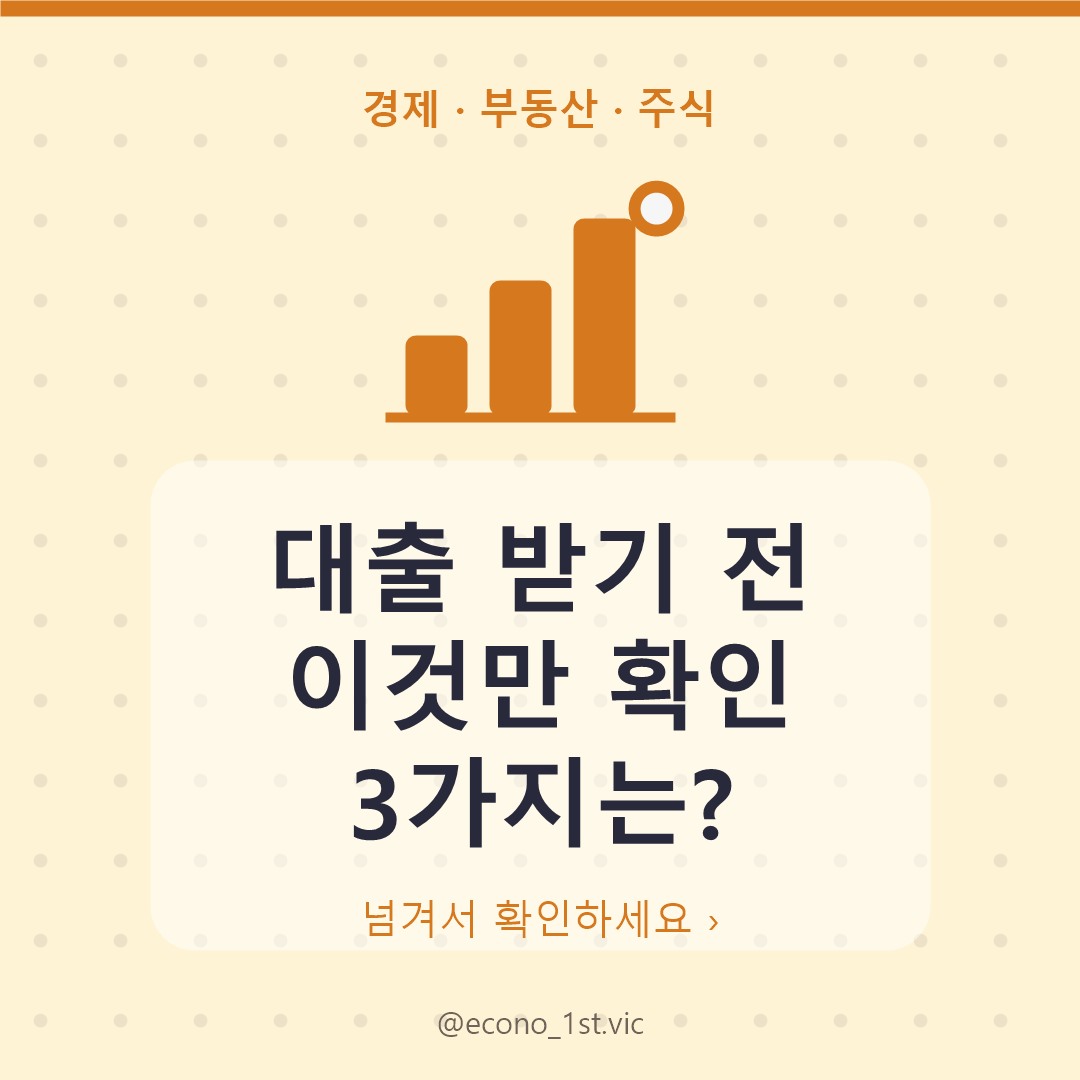 경제 · 부동산 · 주식
대출 받기 전
이것만 확인
3가지는?
넘겨서 확인하세요 ›
@econo_1st.vic